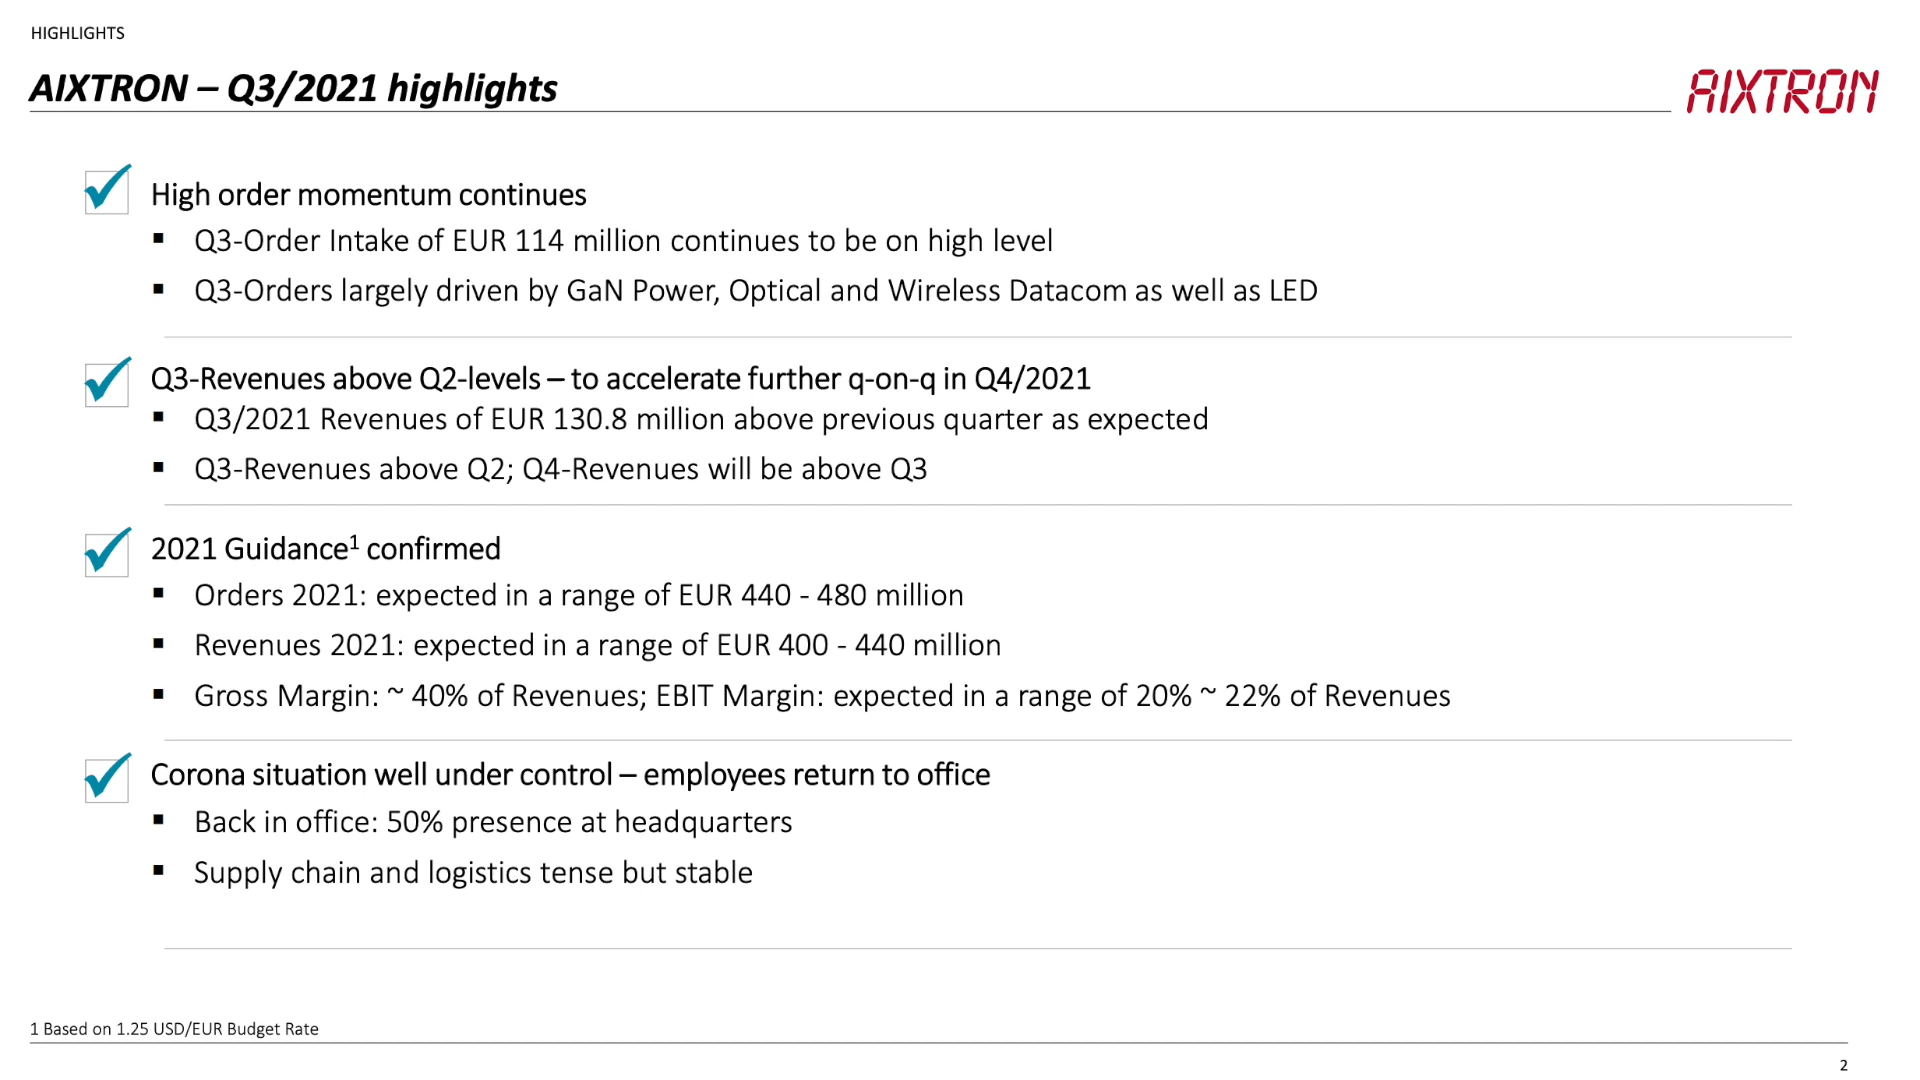 HIGHLIGHTS
AIXTRON – Q3/2021 highlights
AIXTRON
High order momentum continues
▪ Q3-Order Intake of EUR 114 million continues to be on high level
▪ Q3-Orders largely driven by GaN Power, Optical and Wireless Datacom as well as LED
Q3-Revenues above Q2-levels – to accelerate further q-on-q in Q4/2021
▪ Q3/2021 Revenues of EUR 130.8 million above previous quarter as expected
▪ Q3-Revenues above Q2; Q4-Revenues will be above Q3
2021 Guidance¹ confirmed
▪ Orders 2021: expected in a range of EUR 440 - 480 million
▪ Revenues 2021: expected in a range of EUR 400 - 440 million
▪ Gross Margin: ~ 40% of Revenues; EBIT Margin: expected in a range of 20% ~ 22% of Revenues
Corona situation well under control – employees return to office
▪ Back in office: 50% presence at headquarters
▪ Supply chain and logistics tense but stable
1 Based on 1.25 USD/EUR Budget Rate
2